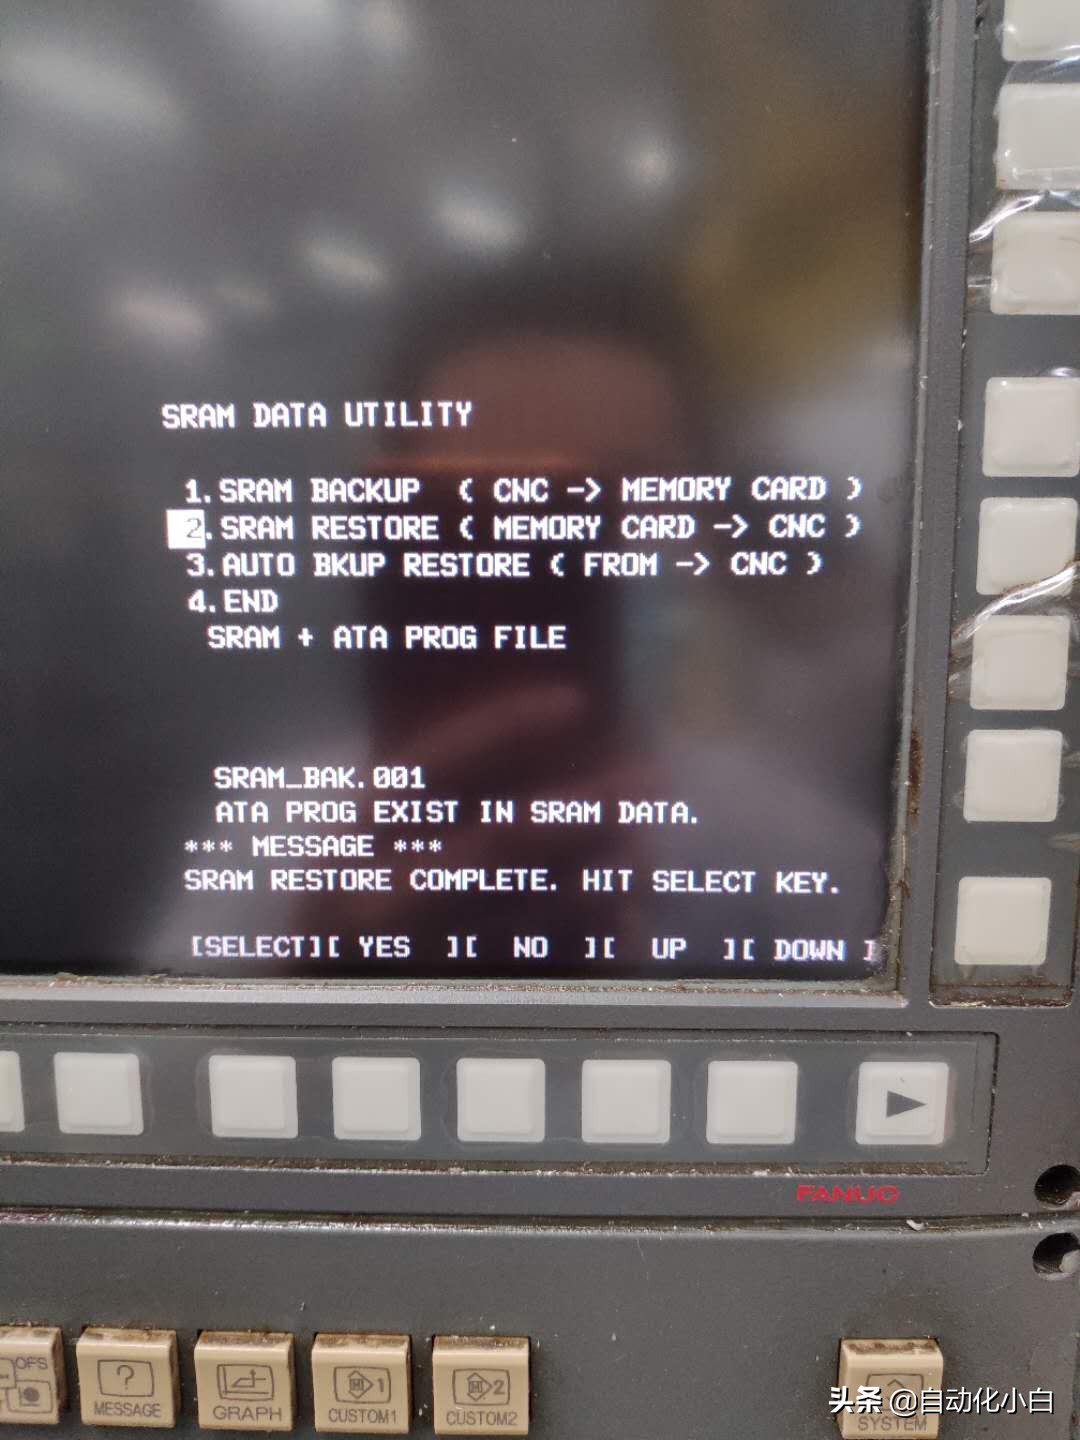 SRAM DATA UTILITY
1.SRAM BACKUP ( CNC -> MEMORY CARD )
2.SRAM RESTORE ( MEMORY CARD -> CNC )
3.AUTO BKUP RESTORE ( FROM -> CNC )
4.END
SRAM + ATA PROG FILE
SRAM_BAK.001
ATA PROG EXIST IN SRAM DATA.
*** MESSAGE ***
SRAM RESTORE COMPLETE. HIT SELECT KEY.
[SELECT][ YES ][ NO ][ UP ][ DOWN ]
FANUC
OFS
? MESSAGE
GRAPH
1 CUSTOM1
2 CUSTOM2
SYSTEM
头条 @自动化小白